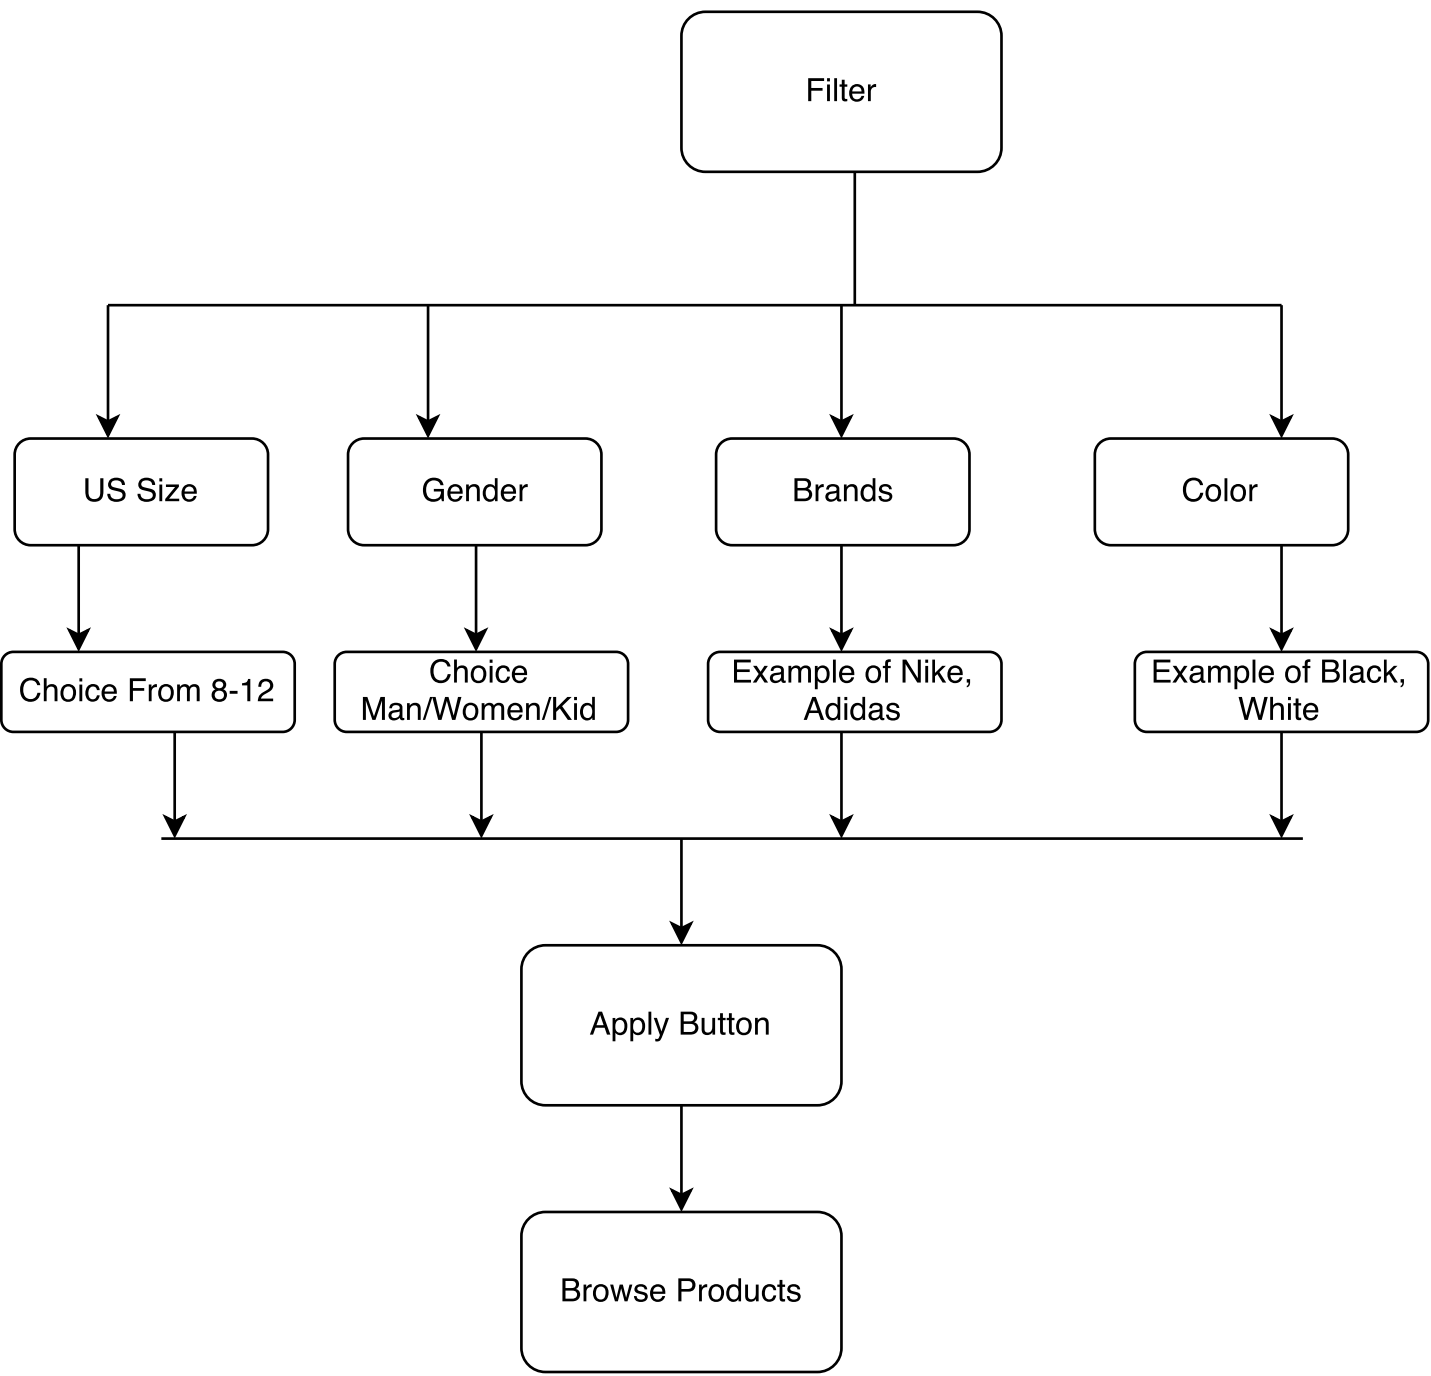 Filter
US Size
Gender
Brands
Color
Choice From 8-12
Choice
Man/Women/Kid
Example of Nike,
Adidas
Example of Black,
White
Apply Button
Browse Products